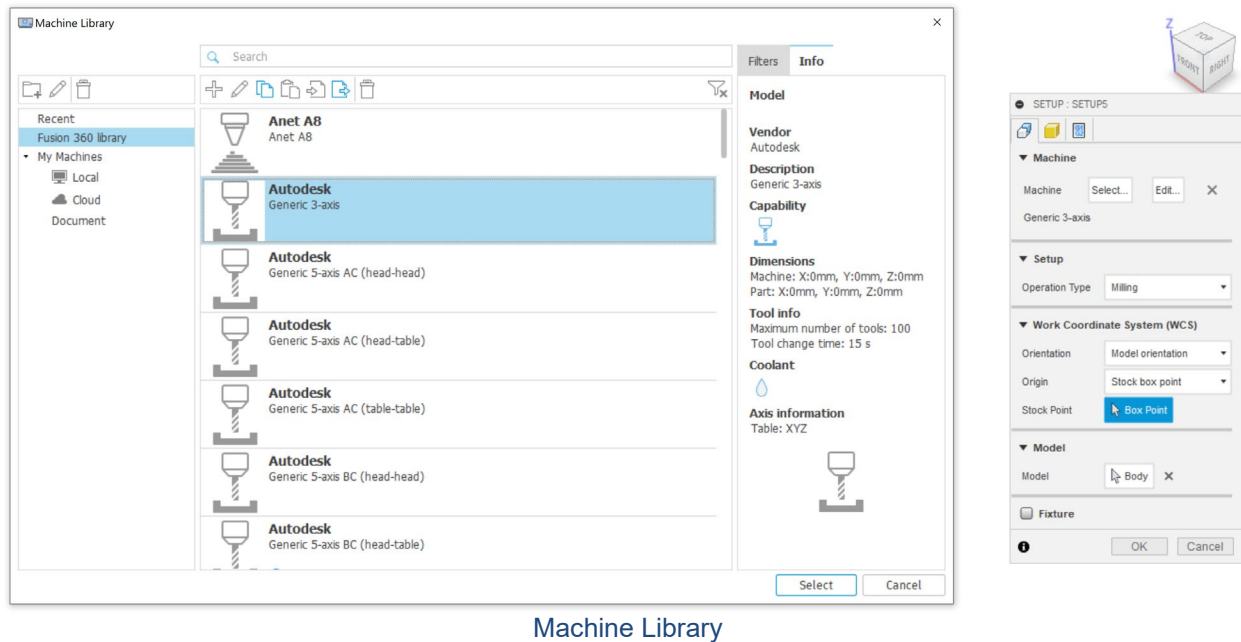 Machine Library
Search
Recent
Fusion 360 library
My Machines
Local
Cloud
Document
Anet A8
Anet A8
Autodesk
Generic 3-axis
Autodesk
Generic 5-axis AC (head-head)
Autodesk
Generic 5-axis AC (head-table)
Autodesk
Generic 5-axis AC (table-table)
Autodesk
Generic 5-axis BC (head-head)
Autodesk
Generic 5-axis BC (head-table)
Filters Info
Model
Vendor
Autodesk
Description
Generic 3-axis
Capability
Dimensions
Machine: X:0mm, Y:0mm, Z:0mm
Part: X:0mm, Y:0mm, Z:0mm
Tool info
Maximum number of tools: 100
Tool change time: 15 s
Coolant
Axis information
Table: XYZ
Select Cancel
Z
TOP
FRONT RIGHT
SETUP : SETUP5
Machine
Machine Select... Edit...
Generic 3-axis
Setup
Operation Type Milling
Work Coordinate System (WCS)
Orientation Model orientation
Origin Stock box point
Stock Point Box Point
Model
Model Body
Fixture
OK Cancel
Machine Library